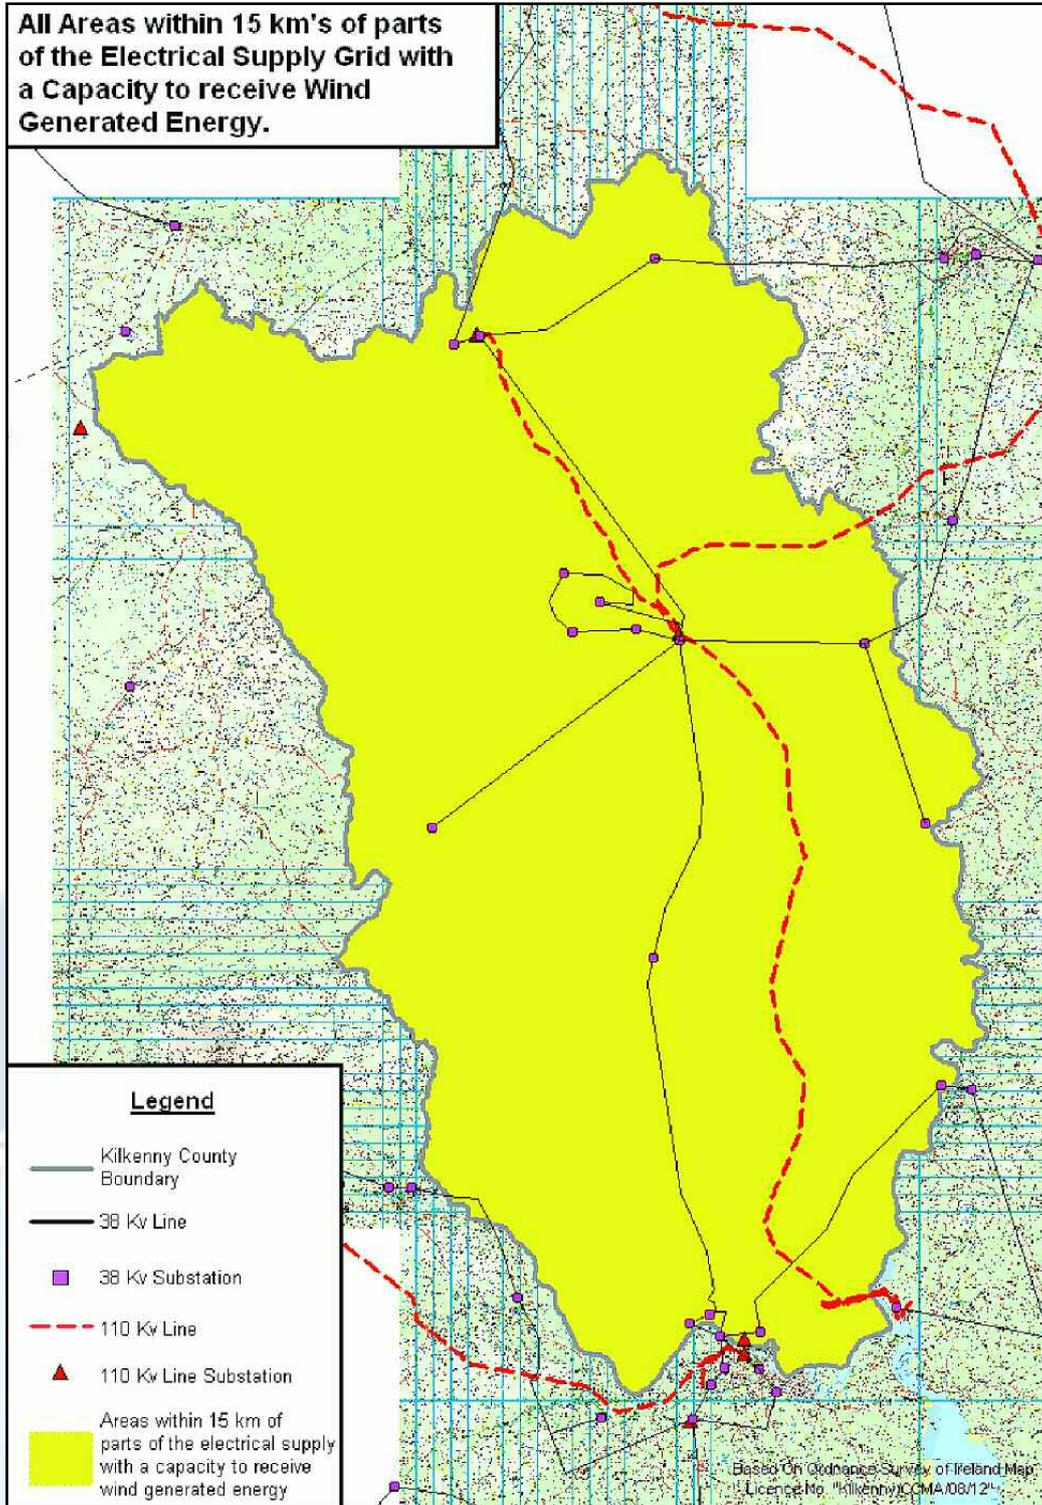 All Areas within 15 km's of parts
of the Electrical Supply Grid with
a Capacity to receive Wind
Generated Energy.
Legend
Kilkenny County
Boundary
38 Kv Line
38 Kv Substation
110 Kv Line
110 Kv Line Substation
Areas within 15 km of
parts of the electrical supply
with a capacity to receive
wind generated energy
Based On Ordnance Survey of Ireland Map
Licence No. "Kilkenny/CCMA/08/12"